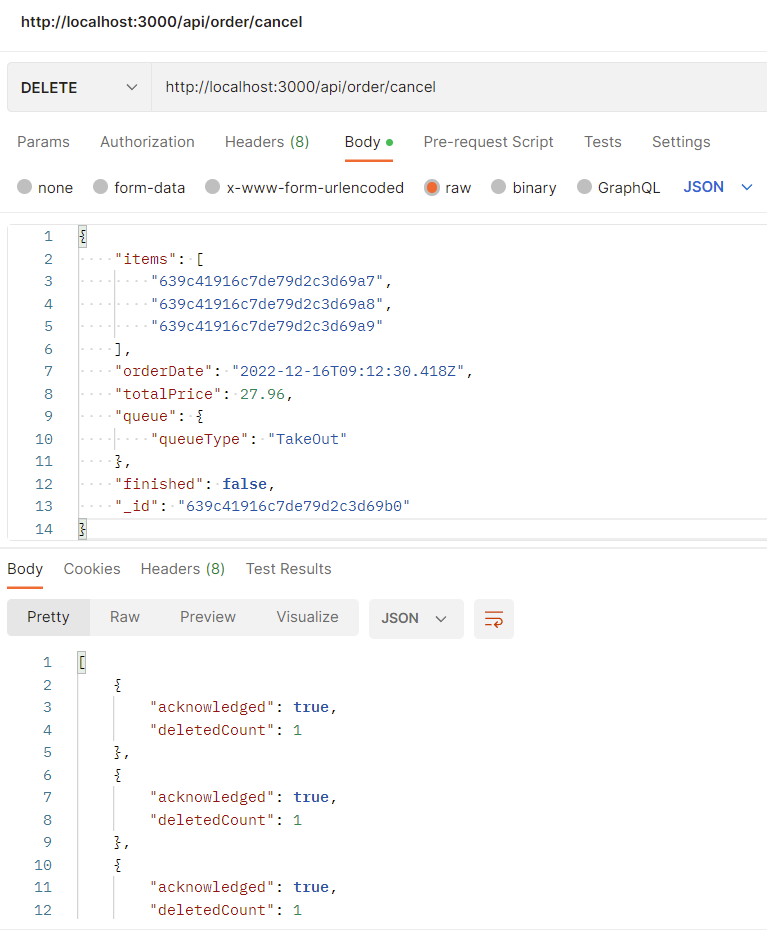 http://localhost:3000/api/order/cancel
DELETE http://localhost:3000/api/order/cancel
Params Authorization Headers (8) Body Pre-request Script Tests Settings
none form-data x-www-form-urlencoded raw binary GraphQL JSON
1 {
2 "items": [
3 "639c41916c7de79d2c3d69a7",
4 "639c41916c7de79d2c3d69a8",
5 "639c41916c7de79d2c3d69a9"
6 ],
7 "orderDate": "2022-12-16T09:12:30.418Z",
8 "totalPrice": 27.96,
9 "queue": {
10 "queueType": "TakeOut"
11 },
12 "finished": false,
13 "_id": "639c41916c7de79d2c3d69b0"
14 }
Body Cookies Headers (8) Test Results
Pretty Raw Preview Visualize JSON
1 [
2 {
3 "acknowledged": true,
4 "deletedCount": 1
5 },
6 {
7 "acknowledged": true,
8 "deletedCount": 1
9 },
10 {
11 "acknowledged": true,
12 "deletedCount": 1